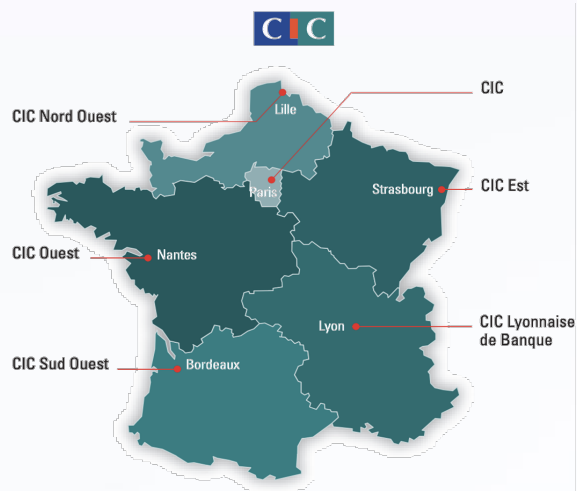 CIC
CIC
Lille
CIC Nord Ouest
Paris
Strasbourg
CIC Est
CIC Ouest
Nantes
Lyon
CIC Lyonnaise
de Banque
CIC Sud Ouest
Bordeaux